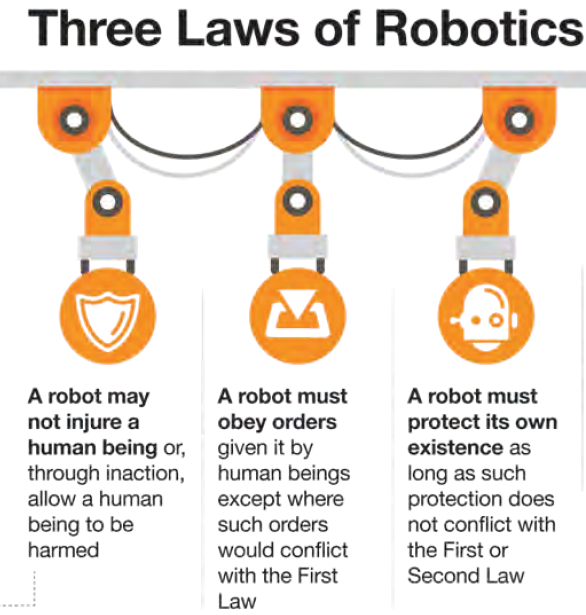 Three Laws of Robotics
A robot may
not injure a
human being or,
through inaction,
allow a human
being to be
harmed
A robot must
obey orders
given it by
human beings
except where
such orders
would conflict
with the First
Law
A robot must
protect its own
existence as
long as such
protection does
not conflict with
the First or
Second Law